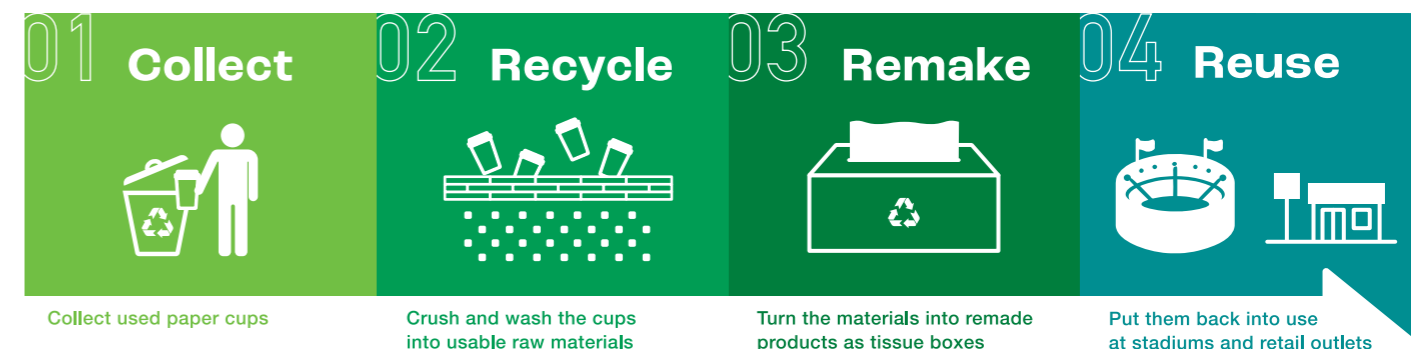 01 Collect
Collect used paper cups
02 Recycle
Crush and wash the cups
into usable raw materials
03 Remake
Turn the materials into remade
products as tissue boxes
04 Reuse
Put them back into use
at stadiums and retail outlets